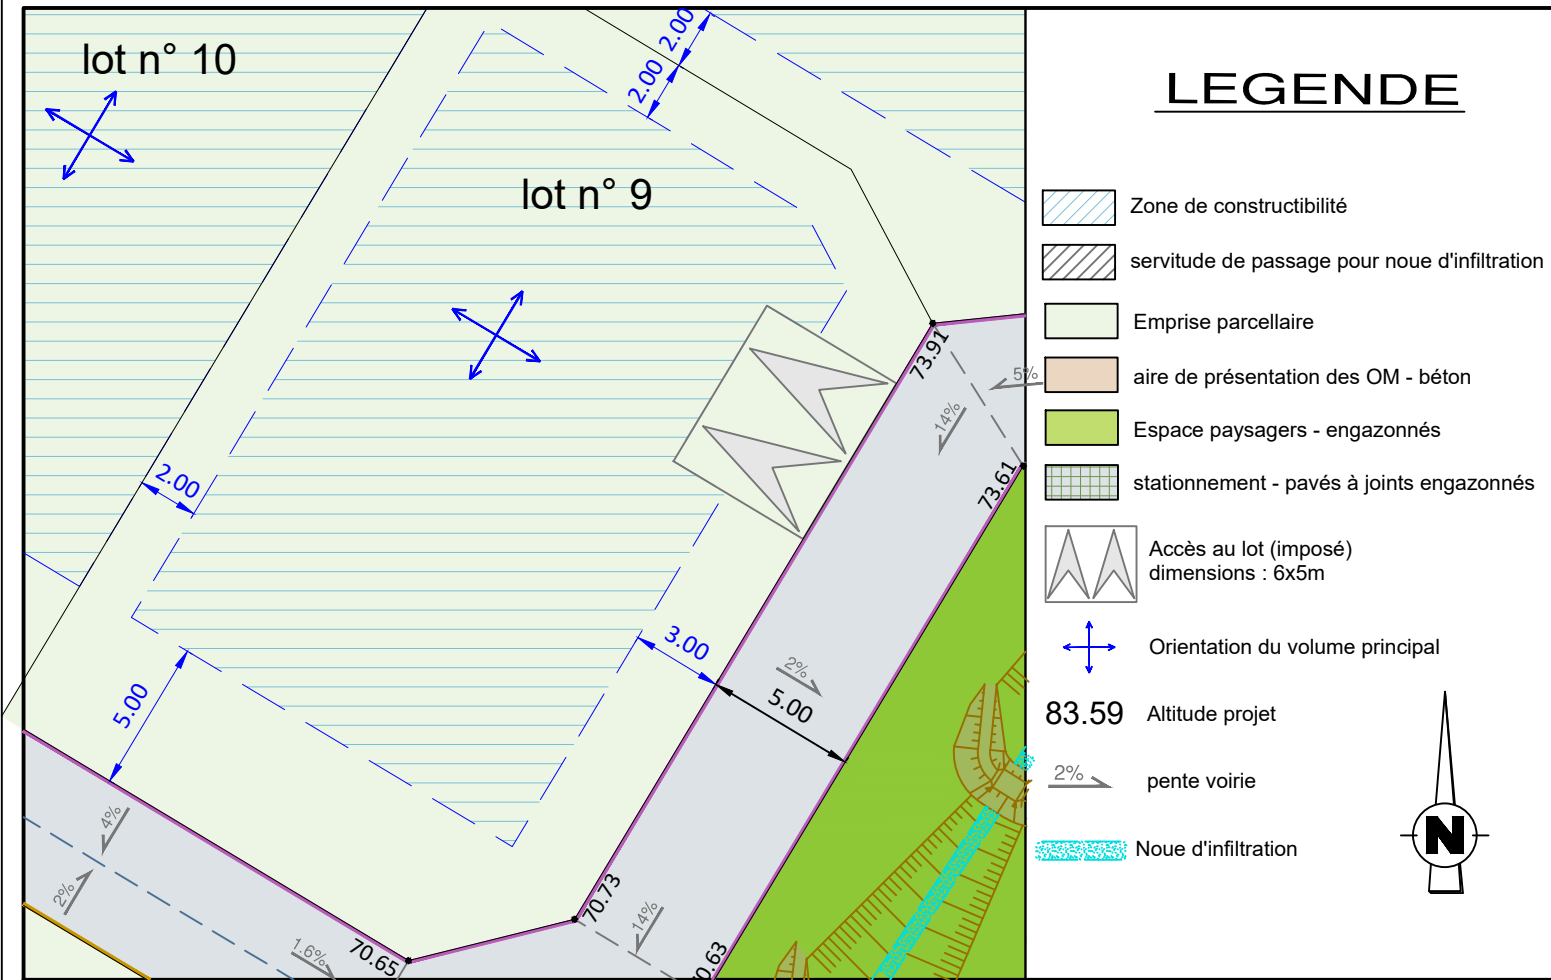 lot n° 10
2.00
2.00
lot n° 9
2.00
73.91
5%
14%
73.61
3.00
2%
5.00
5.00
4%
2%
70.73
14%
70.65
1.6%
0.63
LEGENDE
Zone de constructibilité
servitude de passage pour noue d'infiltration
Emprise parcellaire
aire de présentation des OM - béton
Espace paysagers - engazonnés
stationnement - pavés à joints engazonnés
Accès au lot (imposé)
dimensions : 6x5m
Orientation du volume principal
83.59 Altitude projet
2% pente voirie
Noue d'infiltration
N